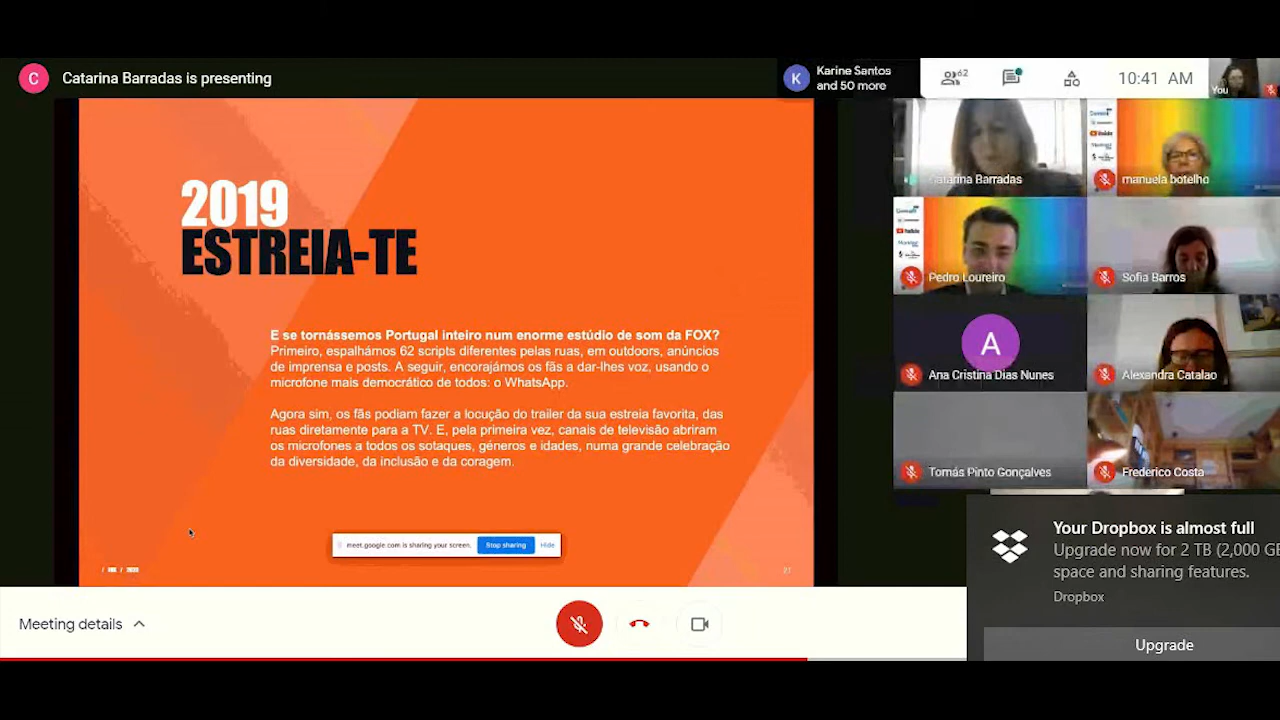 C
Catarina Barradas is presenting
K
Karine Santos
and 50 more
62
10:41 AM
You
Catarina Barradas
manuela botelho
YouTube
Pedro Loureiro
YouTube
Sofia Barros
A
Ana Cristina Dias Nunes
Alexandra Catalao
Tomás Pinto Gonçalves
Frederico Costa
2019
ESTREIA-TE
E se tornássemos Portugal inteiro num enorme estúdio de som da FOX?
Primeiro, espalhámos 62 scripts diferentes pelas ruas, em outdoors, anúncios
de imprensa e posts. A seguir, encorajámos os fãs a dar-lhes voz, usando o
microfone mais democrático de todos: o WhatsApp.
Agora sim, os fãs podiam fazer a locução do trailer da sua estreia favorita, das
ruas diretamente para a TV. E, pela primeira vez, canais de televisão abriram
os microfones a todos os sotaques, géneros e idades, numa grande celebração
da diversidade, da inclusão e da coragem.
meet.google.com is sharing your screen.
Stop sharing
Hide
Your Dropbox is almost full
Upgrade now for 2 TB (2,000 GB
space and sharing features.
Dropbox
Upgrade
Meeting details